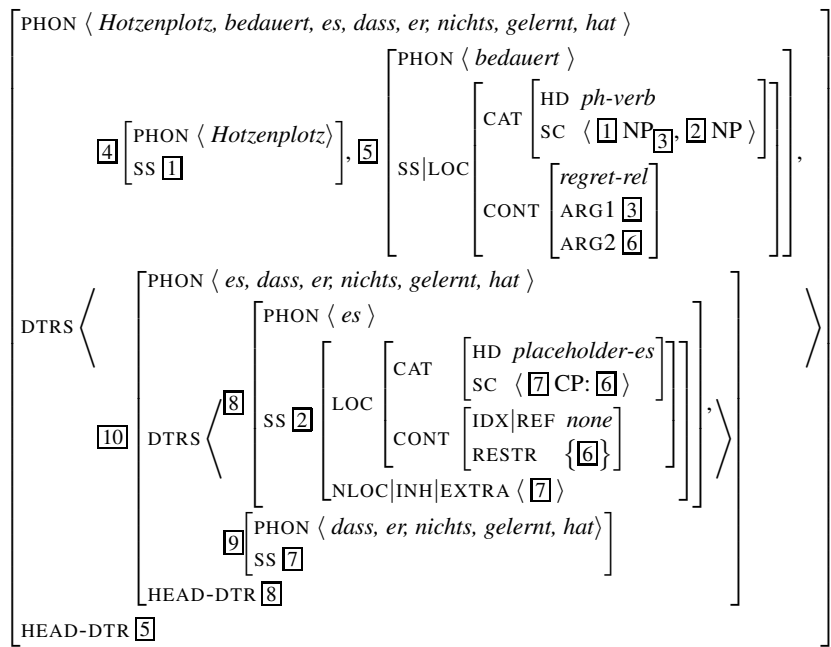 PHON ⟨ Hotzenplotz, bedauert, es, dass, er, nichts, gelernt, hat ⟩
PHON ⟨ bedauert ⟩
HD ph-verb
CAT
SC ⟨ 1 NP 3, 2 NP ⟩
4 PHON ⟨ Hotzenplotz⟩ , 5
SS 1
SS|LOC
regret-rel
CONT ARG1 3
ARG2 6 ,
PHON ⟨ es, dass, er, nichts, gelernt, hat ⟩
PHON ⟨ es ⟩
DTRS
HD placeholder-es
CAT
SC ⟨ 7 CP: 6 ⟩
8
LOC
SS 2
IDX|REF none
10 DTRS
CONT
RESTR {6} ,
NLOC|INH|EXTRA ⟨ 7 ⟩
9 PHON ⟨ dass, er, nichts, gelernt, hat⟩
SS 7
HEAD-DTR 8
HEAD-DTR 5